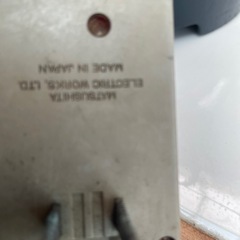 MATSUSHITA
ELECTRIC WORKS, LTD.
MADE IN JAPAN